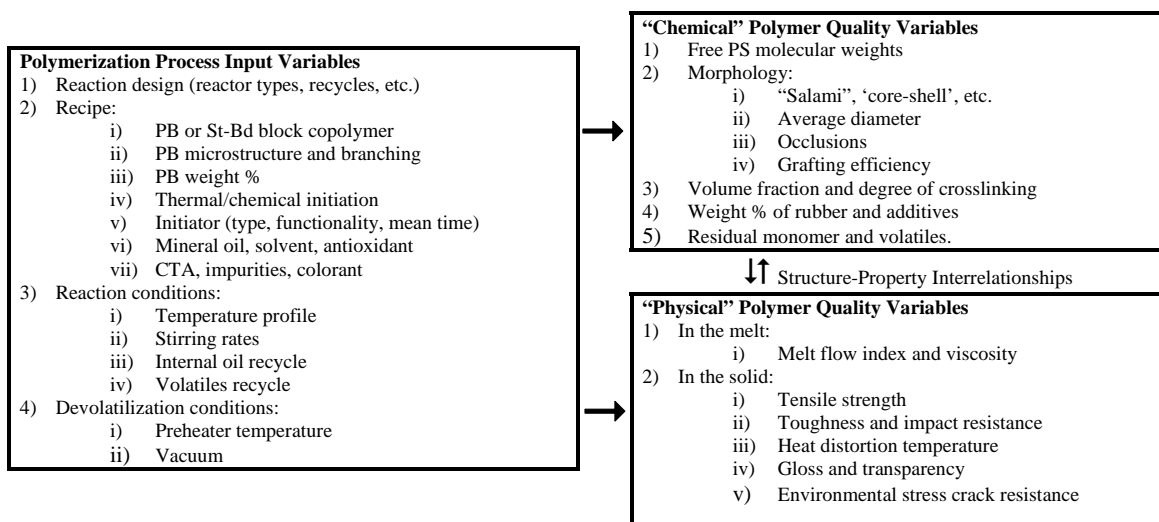 Polymerization Process Input Variables
1) Reaction design (reactor types, recycles, etc.)
2) Recipe:
i) PB or St-Bd block copolymer
ii) PB microstructure and branching
iii) PB weight %
iv) Thermal/chemical initiation
v) Initiator (type, functionality, mean time)
vi) Mineral oil, solvent, antioxidant
vii) CTA, impurities, colorant
3) Reaction conditions:
i) Temperature profile
ii) Stirring rates
iii) Internal oil recycle
iv) Volatiles recycle
4) Devolatilization conditions:
i) Preheater temperature
ii) Vacuum
“Chemical” Polymer Quality Variables
1) Free PS molecular weights
2) Morphology:
i) “Salami”, ‘core-shell’, etc.
ii) Average diameter
iii) Occlusions
iv) Grafting efficiency
3) Volume fraction and degree of crosslinking
4) Weight % of rubber and additives
5) Residual monomer and volatiles.
Structure-Property Interrelationships
“Physical” Polymer Quality Variables
1) In the melt:
i) Melt flow index and viscosity
2) In the solid:
i) Tensile strength
ii) Toughness and impact resistance
iii) Heat distortion temperature
iv) Gloss and transparency
v) Environmental stress crack resistance